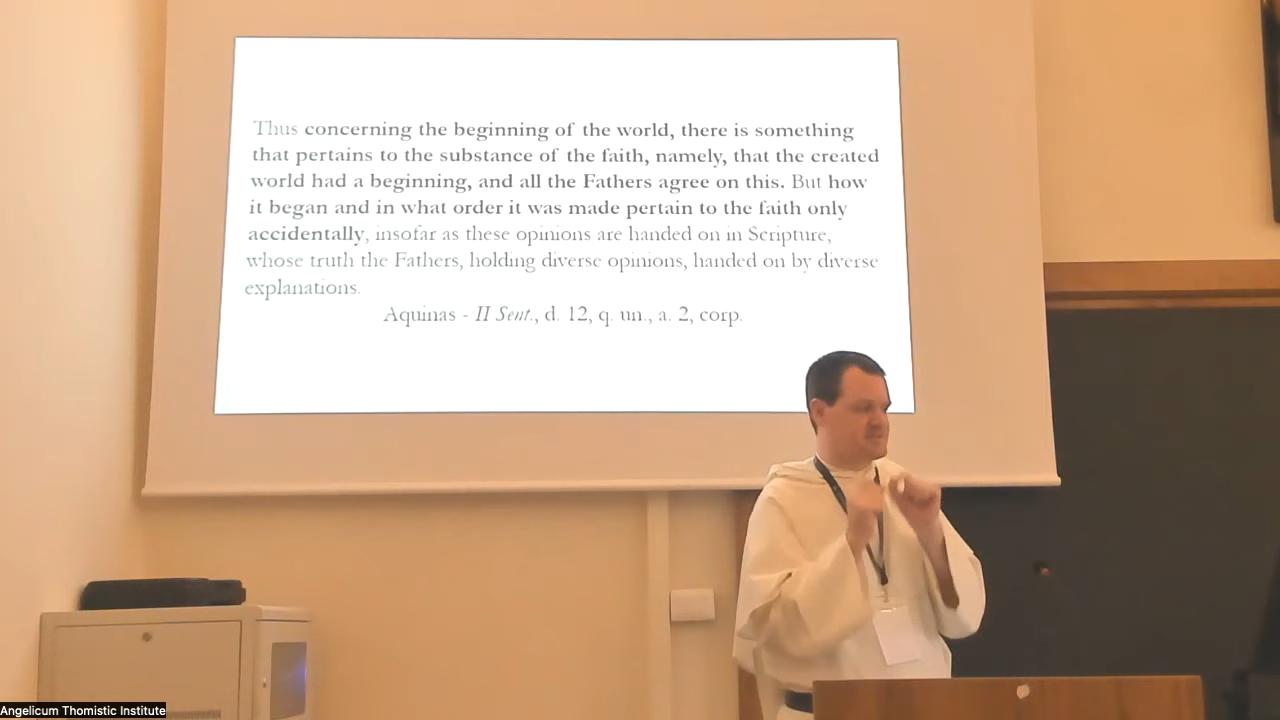 Thus concerning the beginning of the world, there is something
that pertains to the substance of the faith, namely, that the created
world had a beginning, and all the Fathers agree on this. But how
it began and in what order it was made pertain to the faith only
accidentally, insofar as these opinions are handed on in Scripture,
whose truth the Fathers, holding diverse opinions, handed on by diverse
explanations.
Aquinas - II Sent., d. 12, q. un., a. 2, corp.
Angelicum Thomistic Institute